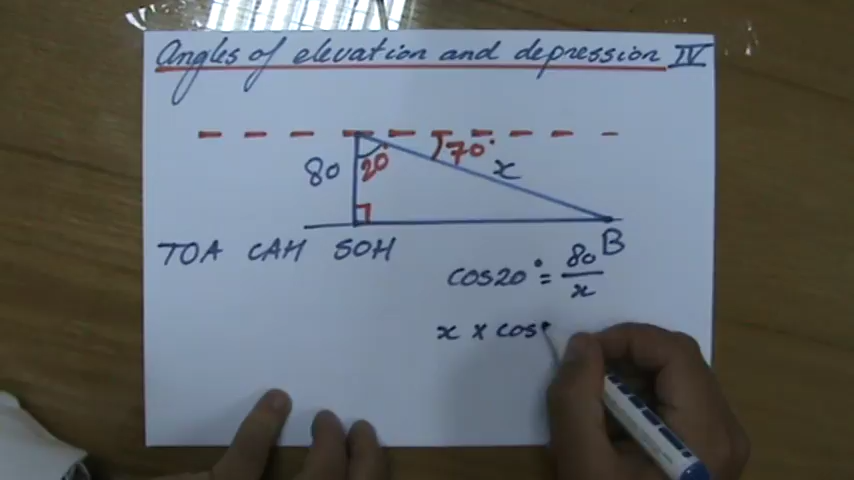 Angles of elevation and depression IV
80 20° 70° x
B
TOA CAH SOH
cos20° = 80/x
x x cos